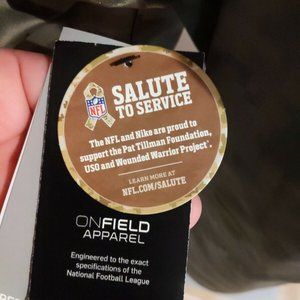 NFL
SALUTE
TO SERVICE
The NFL and Nike are proud to
support the Pat Tillman Foundation,
USO and Wounded Warrior Project*.
LEARN MORE AT
NFL.COM/SALUTE
ONFIELD
APPAREL
Engineered to the exact
specifications of the
National Football League